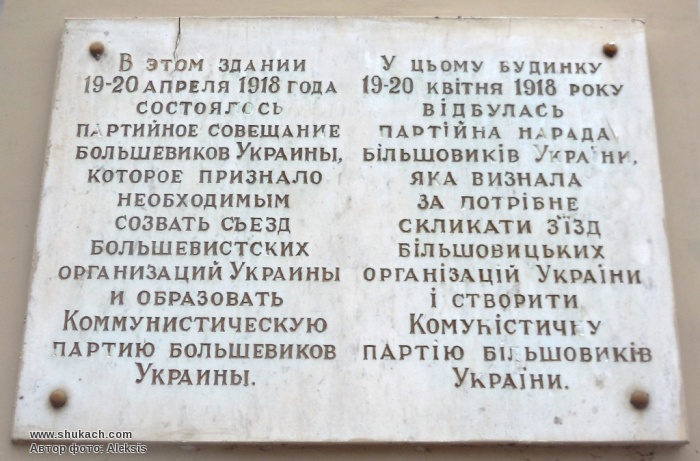 В этом здании
19-20 апреля 1918 года
состоялось
партийное совещание
большевиков Украины,
которое признало
необходимым
созвать съезд
большевистских
организаций Украины
и образовать
Коммунистическую
партию большевиков
Украины.
У цьому будинку
19-20 квітня 1918 року
відбулась
партійна нарада
більшовиків України,
яка визнала
за потрібне
скликати з'їзд
більшовицьких
організацій України
і створити
Комуністичну
партію більшовиків
України.
www.shukach.com
Автор фото: Aleksis